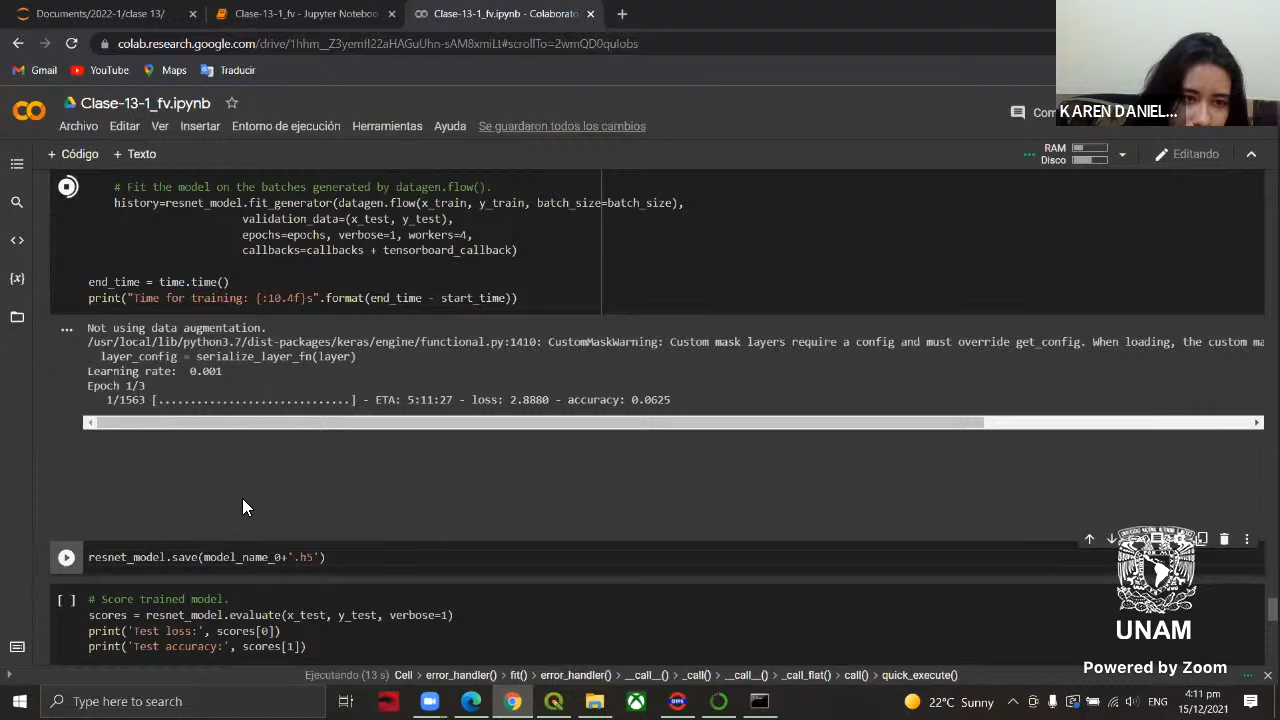 Documents/2022-1/clase 13/
Clase-13-1_fv - Jupyter Noteboo
Clase-13-1_fv.ipynb - Colaborato
Gmail
YouTube
Maps
Traducir
KAREN DANIEL...
Clase-13-1_fv.ipynb
Com
Archivo Editar Ver Insertar Entorno de ejecución Herramientas Ayuda Se guardaron todos los cambios
+ Código + Texto
RAM
Disco
Editando
# Fit the model on the batches generated by datagen.flow().
history=resnet_model.fit_generator(datagen.flow(x_train, y_train, batch_size=batch_size),
validation_data=(x_test, y_test),
epochs=epochs, verbose=1, workers=4,
callbacks=callbacks + tensorboard_callback)
end_time = time.time()
print("Time for training: {:10.4f}s".format(end_time - start_time))
Not using data augmentation.
/usr/local/lib/python3.7/dist-packages/keras/engine/functional.py:1410: CustomMaskWarning: Custom mask layers require a config and must override get_config. When loading, the custom ma
layer_config = serialize_layer_fn(layer)
Learning rate:  0.001
Epoch 1/3
1/1563 [..............................] - ETA: 5:11:27 - loss: 2.8880 - accuracy: 0.0625
resnet_model.save(model_name_0+'.h5')
[ ] # Score trained model.
scores = resnet_model.evaluate(x_test, y_test, verbose=1)
print('Test loss:', scores[0])
print('Test accuracy:', scores[1])
UNAM
Powered by Zoom
Ejecutando (13 s) Cell > error_handler() > fit() > error_handler() > __call__() > _call() > __call__() > _call_flat() > call() > quick_execute()
Type here to search
22°C Sunny
ENG
4:11 pm
15/12/2021